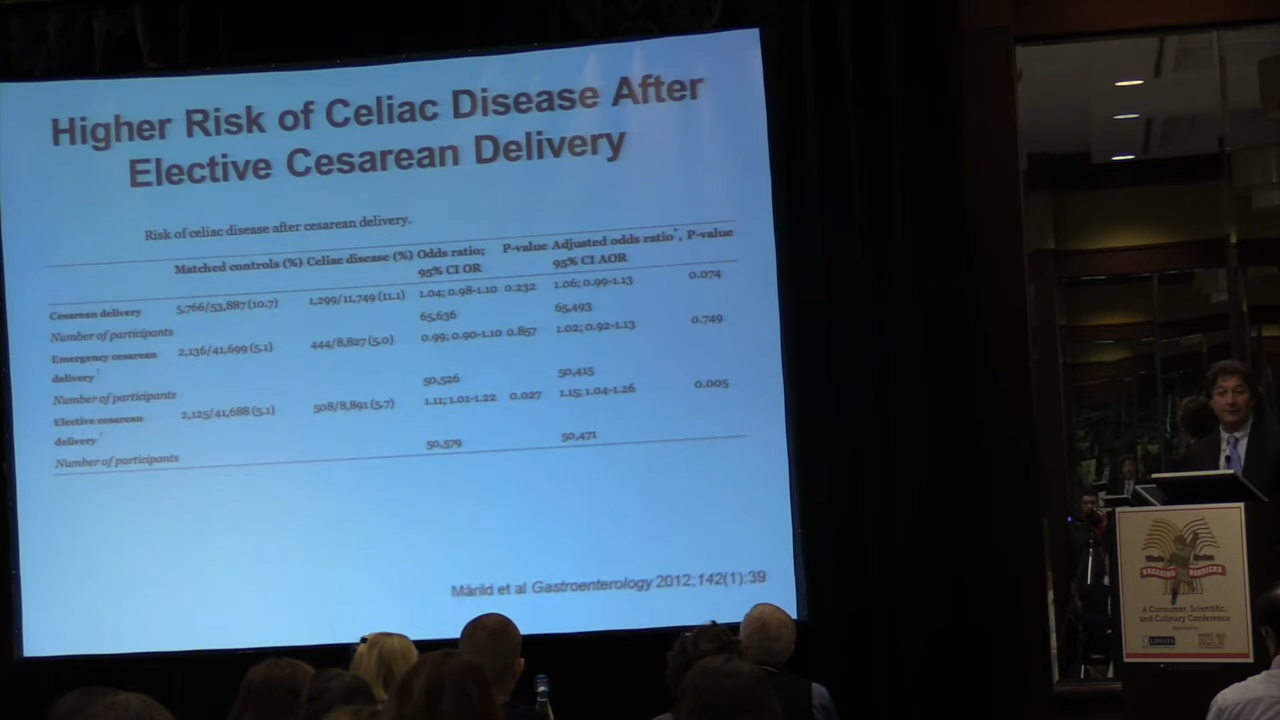 Higher Risk of Celiac Disease After
Elective Cesarean Delivery
Risk of celiac disease after cesarean delivery.
Matched controls (%) Celiac disease (%) Odds ratio; P-value Adjusted odds ratio*, P-value
95% CI OR 95% CI AOR
Cesarean delivery 5,766/53,887 (10.7) 1,299/11,749 (11.1) 1.04; 0.98-1.10 0.232 1.06; 0.99-1.13 0.074
Number of participants 65,636 65,493
Emergency cesarean 2,136/41,699 (5.1) 444/8,827 (5.0) 0.99; 0.90-1.10 0.857 1.02; 0.92-1.13 0.749
delivery
Number of participants 50,526 50,415
Elective cesarean 2,125/41,688 (5.1) 508/8,891 (5.7) 1.11; 1.01-1.22 0.027 1.15; 1.04-1.26 0.005
delivery
Number of participants 50,579 50,471
Mårild et al Gastroenterology 2012;142(1):39
BREAKING BARRIERS
A Consumer, Scientific,
and Culinary Conference